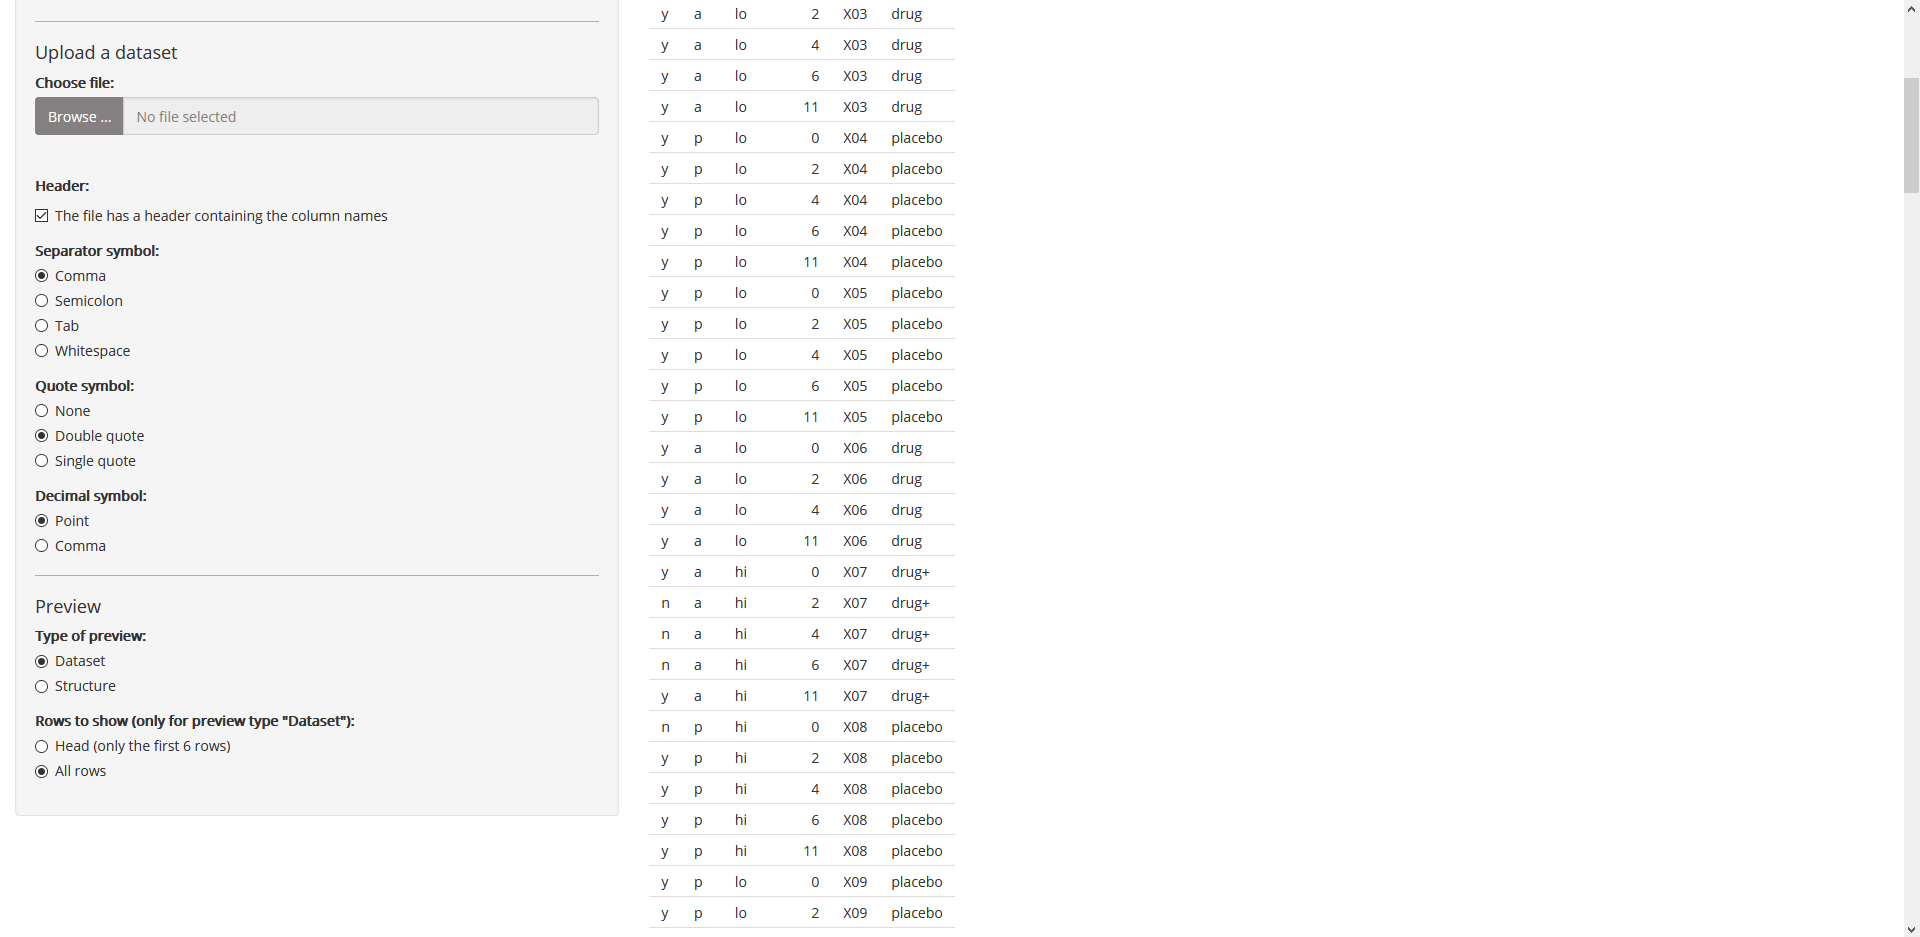 Upload a dataset
Choose file:
Browse ... No file selected
Header:
The file has a header containing the column names
Separator symbol:
Comma
Semicolon
Tab
Whitespace
Quote symbol:
None
Double quote
Single quote
Decimal symbol:
Point
Comma
Preview
Type of preview:
Dataset
Structure
Rows to show (only for preview type "Dataset"):
Head (only the first 6 rows)
All rows
y a lo 2 X03 drug
y a lo 4 X03 drug
y a lo 6 X03 drug
y a lo 11 X03 drug
y p lo 0 X04 placebo
y p lo 2 X04 placebo
y p lo 4 X04 placebo
y p lo 6 X04 placebo
y p lo 11 X04 placebo
y p lo 0 X05 placebo
y p lo 2 X05 placebo
y p lo 4 X05 placebo
y p lo 6 X05 placebo
y p lo 11 X05 placebo
y a lo 0 X06 drug
y a lo 2 X06 drug
y a lo 4 X06 drug
y a lo 11 X06 drug
y a hi 0 X07 drug+
n a hi 2 X07 drug+
n a hi 4 X07 drug+
n a hi 6 X07 drug+
y a hi 11 X07 drug+
n p hi 0 X08 placebo
y p hi 2 X08 placebo
y p hi 4 X08 placebo
y p hi 6 X08 placebo
y p hi 11 X08 placebo
y p lo 0 X09 placebo
y p lo 2 X09 placebo